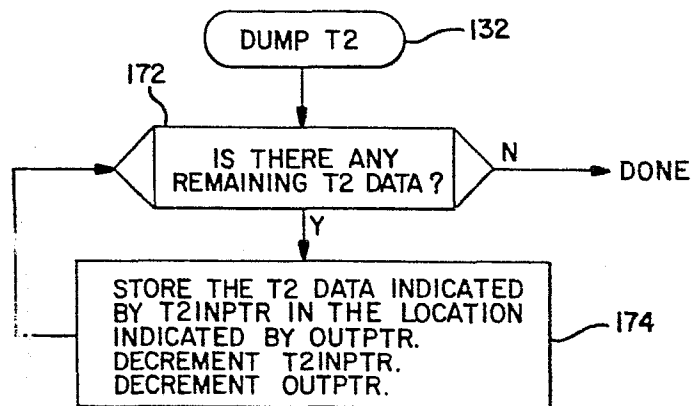 DUMP T2
132
172
IS THERE ANY
REMAINING T2 DATA?
N
DONE
Y
STORE THE T2 DATA INDICATED
BY T2INPTR IN THE LOCATION
INDICATED BY OUTPTR.
DECREMENT T2INPTR.
DECREMENT OUTPTR.
174